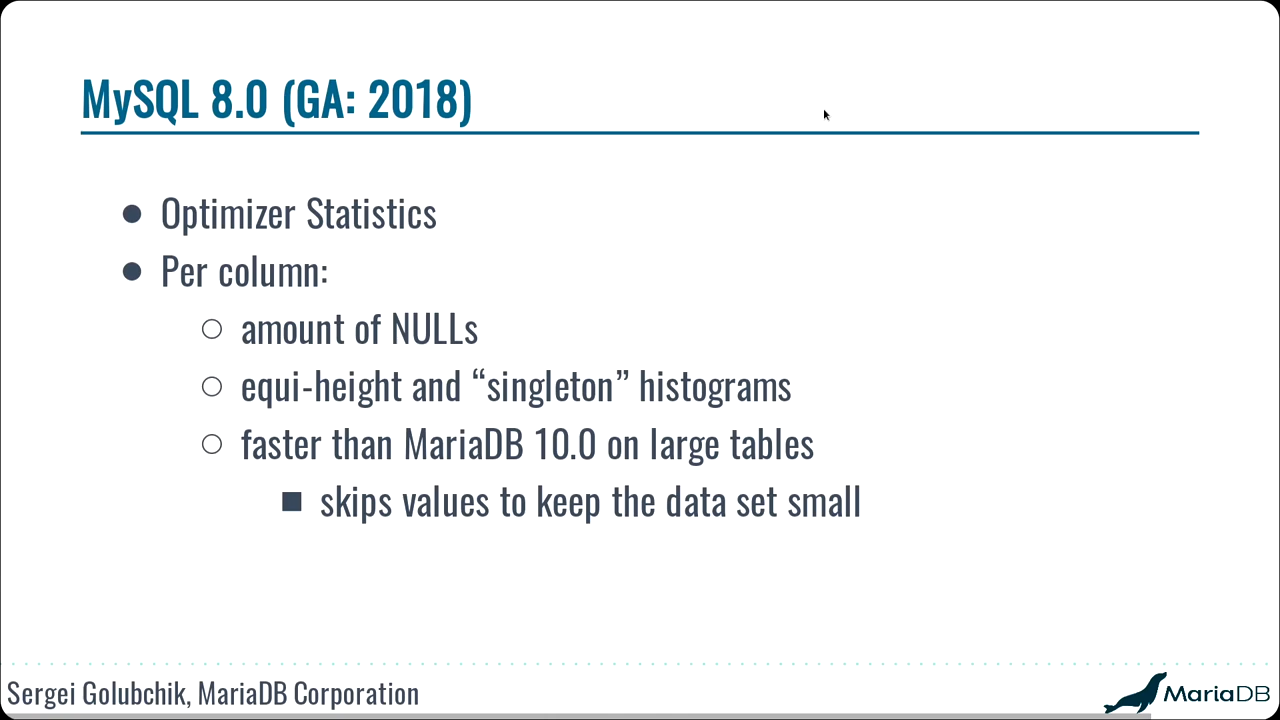 MySQL 8.0 (GA: 2018)
Optimizer Statistics
Per column:
amount of NULLs
equi-height and “singleton” histograms
faster than MariaDB 10.0 on large tables
skips values to keep the data set small
Sergei Golubchik, MariaDB Corporation
MariaDB